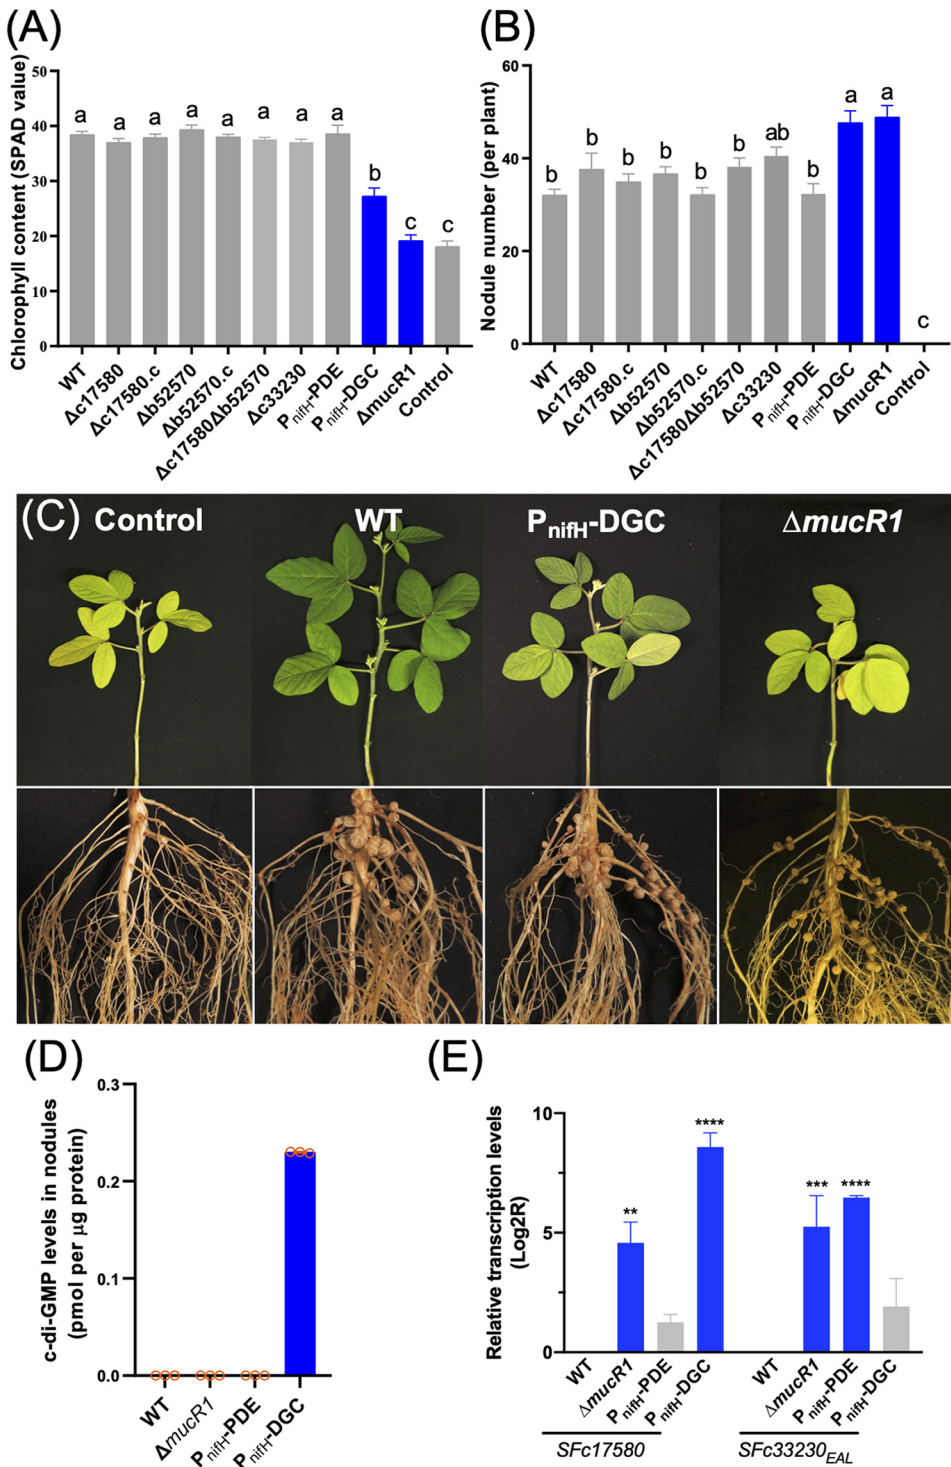 (A)
Chlorophyll content (SPAD value)
50
40
30
20
10
0
a a a a a a a a b c c
WT
Δc17580
Δc17580.c
Δb52570
Δb52570.c
Δc17580Δb52570
Δc33230
PnifH-PDE
PnifH-DGC
ΔmucR1
Control
(B)
Nodule number (per plant)
60
40
20
0
b b b b b b ab b a a c
WT
Δc17580
Δc17580.c
Δb52570
Δb52570.c
Δc17580Δb52570
Δc33230
PnifH-PDE
PnifH-DGC
ΔmucR1
Control
(C) Control WT PnifH-DGC ΔmucR1
(D)
c-di-GMP levels in nodules
(pmol per μg protein)
0.3
0.2
0.1
0.0
WT
ΔmucR1
PnifH-PDE
PnifH-DGC
(E)
Relative transcription levels
(Log2R)
10
5
0
** **** *** ****
WT
ΔmucR1
PnifH-PDE
PnifH-DGC
WT
ΔmucR1
PnifH-PDE
PnifH-DGC
SFc17580 SFc33230EAL